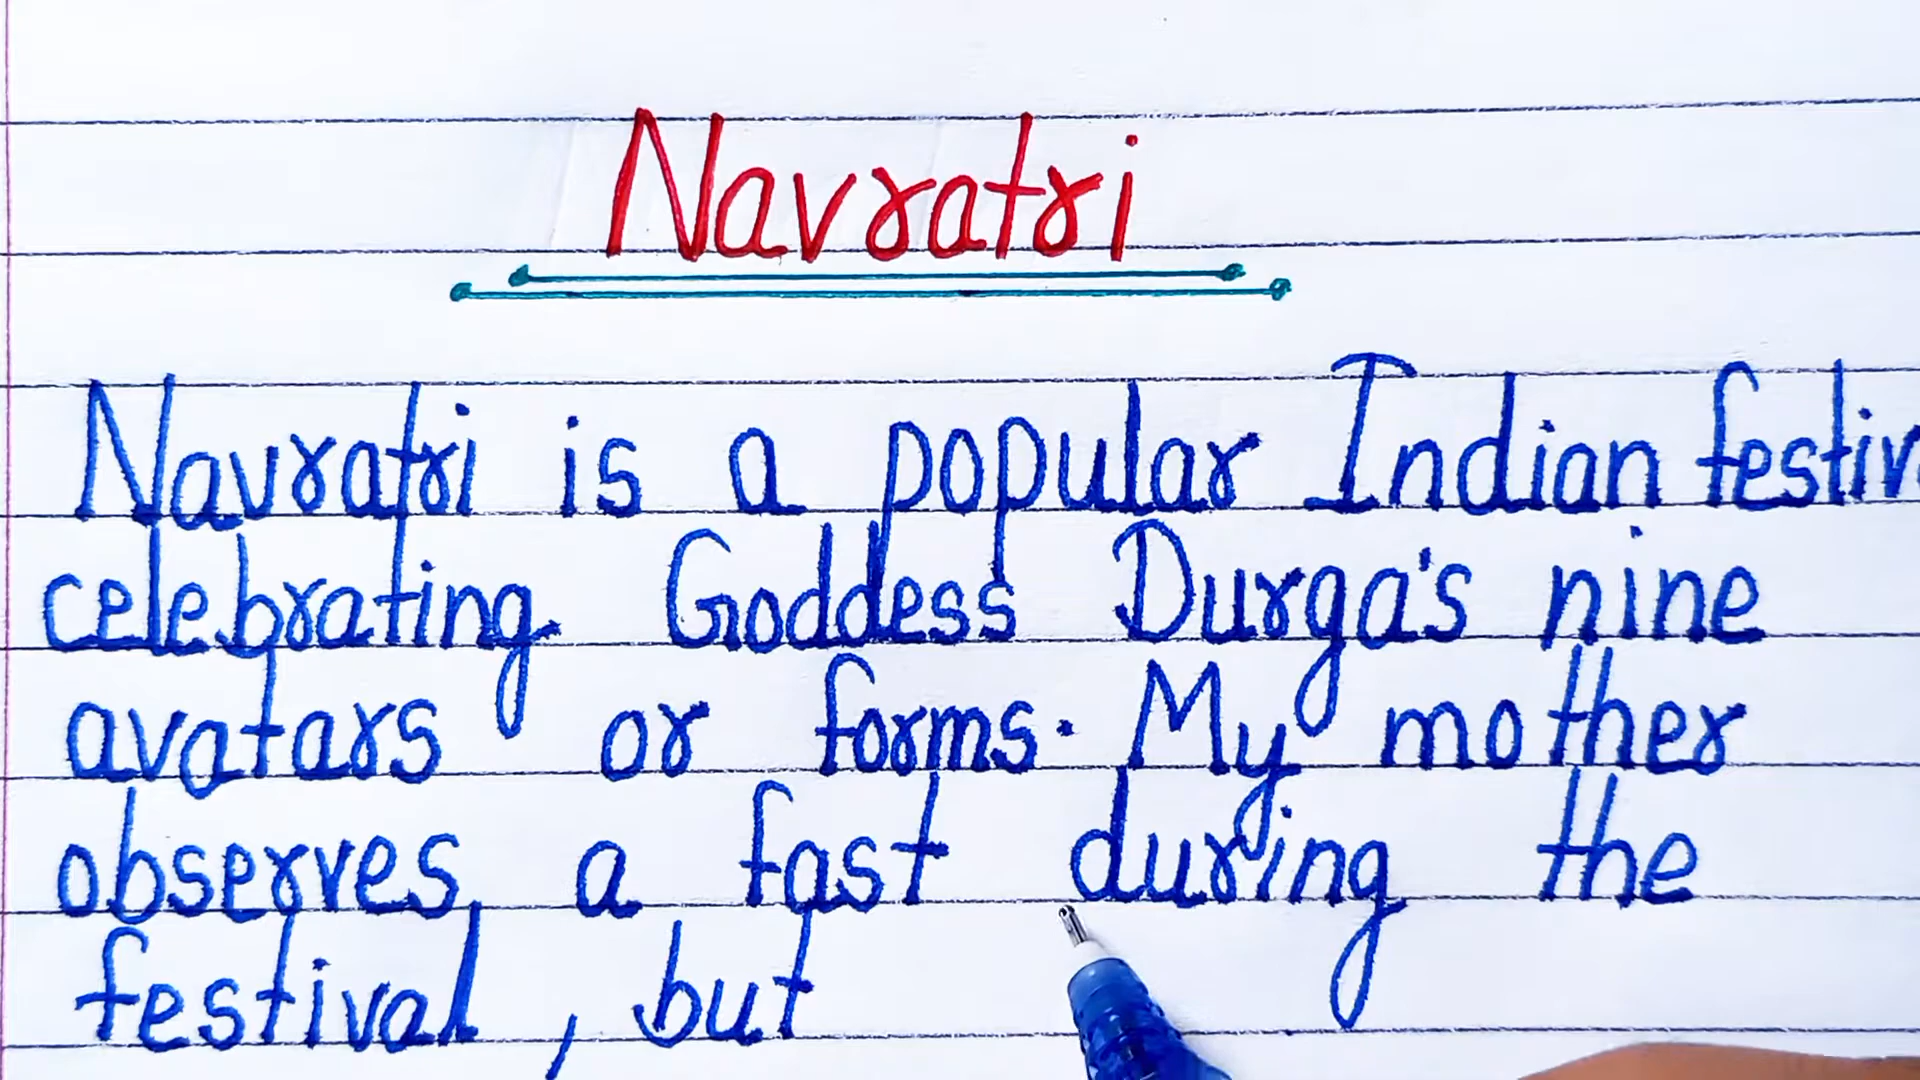 Navratri
Navratri is a popular Indian festiv
celebrating Goddess Durga's nine
avatars or forms. My mother
observes a fast during the
festival, but